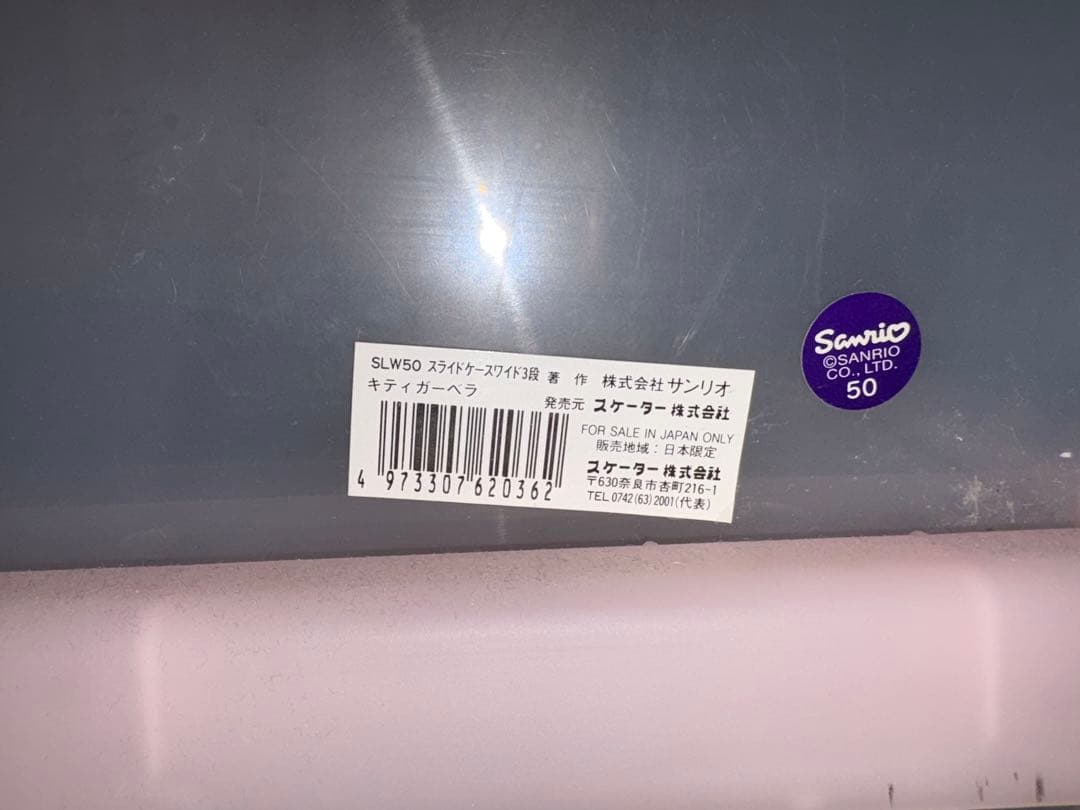 SLW50 スライドケースワイド3段 著 作 株式会社 サンリオ
キティガーベラ
発売元 スケーター株式会社
FOR SALE IN JAPAN ONLY
販売地域：日本限定
スケーター株式会社
〒630奈良市杏町216-1
TEL.0742(63)2001(代表)
4 973307 620362
Sanrio
©SANRIO
CO., LTD.
50